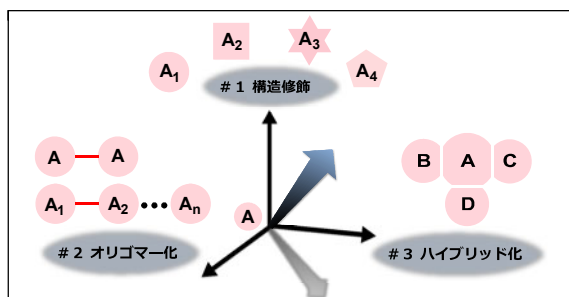 A₁
A₂
A₃
A₄
#1 構造修飾
A A
A₁ A₂ ••• Aₙ
#2 オリゴマー化
A
B A C
D
#3 ハイブリッド化